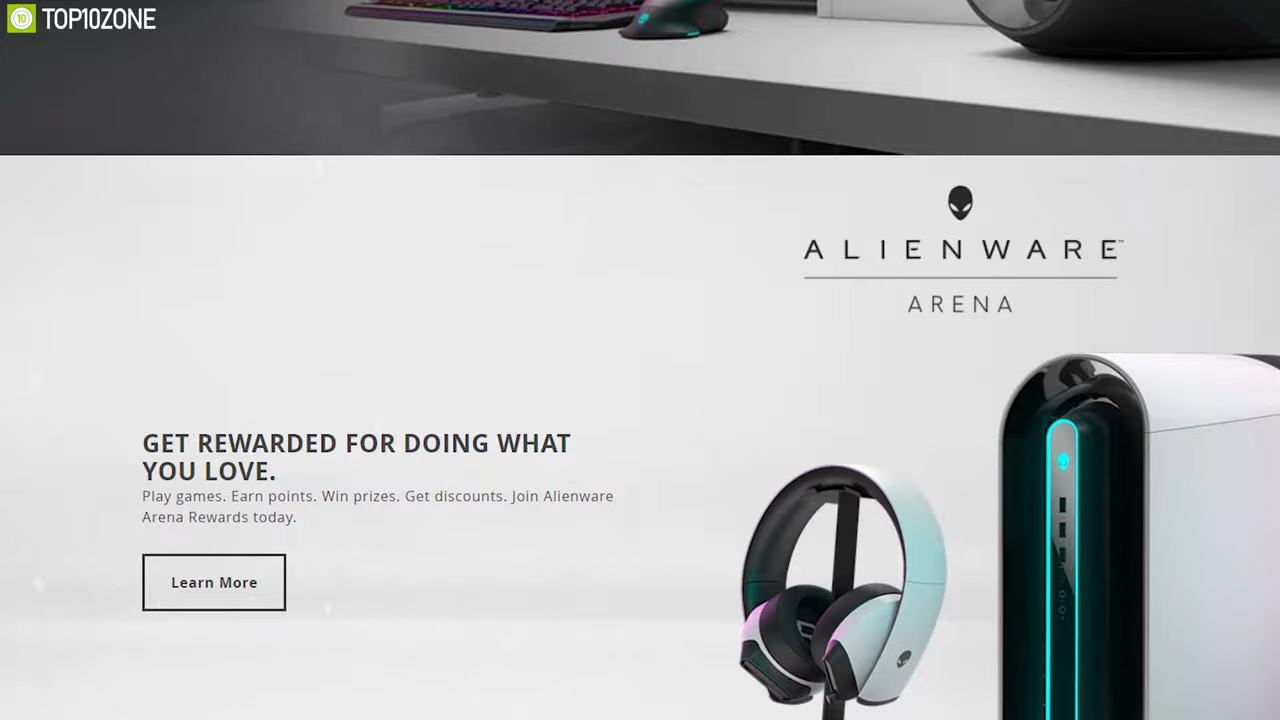 TOP10ZONE
ALIENWARE™
ARENA
GET REWARDED FOR DOING WHAT
YOU LOVE.
Play games. Earn points. Win prizes. Get discounts. Join Alienware
Arena Rewards today.
Learn More